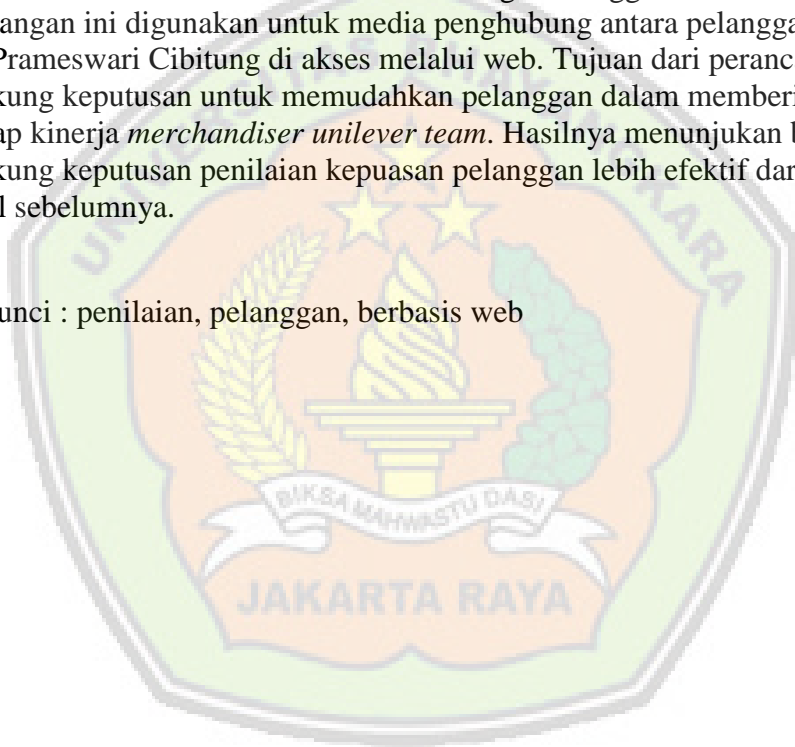 angan ini digunakan untuk media penghubung antara pelangga
Prameswari Cibitung di akses melalui web. Tujuan dari peranc
kung keputusan untuk memudahkan pelanggan dalam memberi
ap kinerja merchandiser unilever team. Hasilnya menunjukan b
kung keputusan penilaian kepuasan pelanggan lebih efektif dar
l sebelumnya.
unci : penilaian, pelanggan, berbasis web
UNIVERSITAS BHAYANGKARA
BIKSA MAHWASTU DASI
JAKARTA RAYA